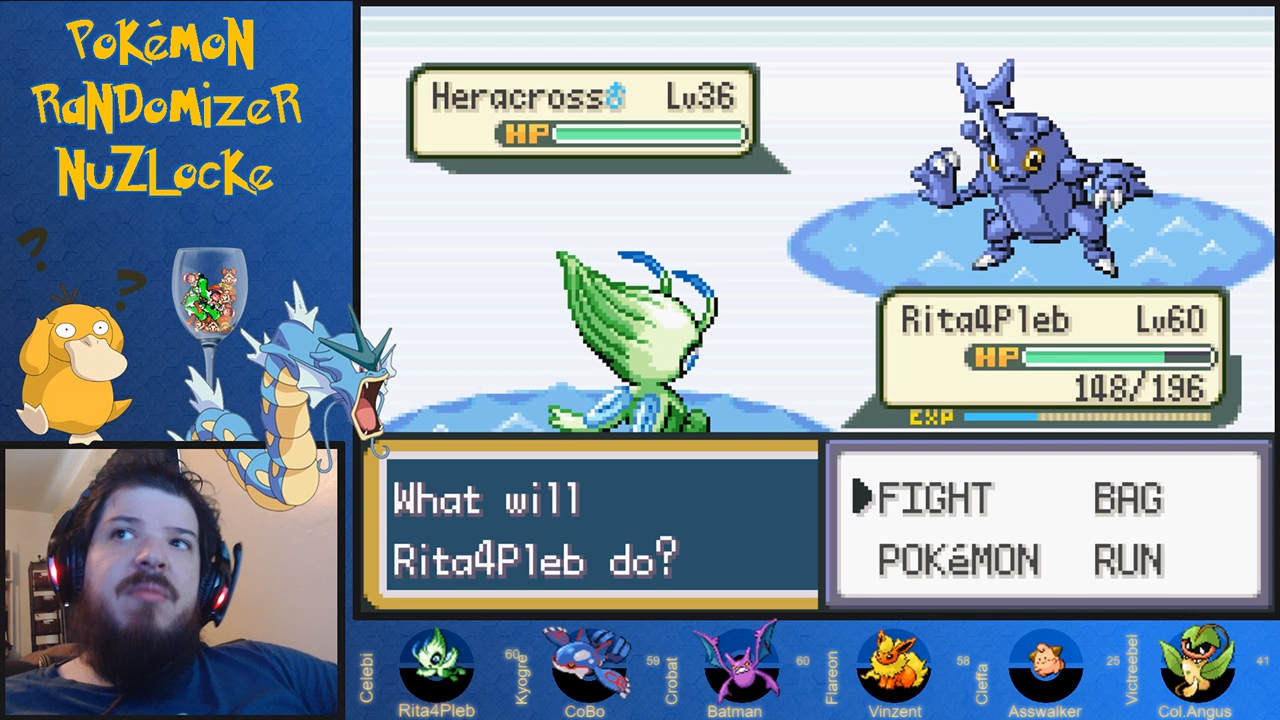 POKéMON
RANDOMIZER
NUZLOCKE
?
?
Heracross♂ Lv36
HP
Rita4Pleb Lv60
HP
148/196
EXP
What will
Rita4Pleb do?
▶FIGHT BAG
POKéMON RUN
Celebi
60
Rita4Pleb
Kyogre
59
CoBo
Crobat
60
Batman
Flareon
58
Vinzent
Cleffa
25
Asswalker
Victreebel
41
Col.Angus